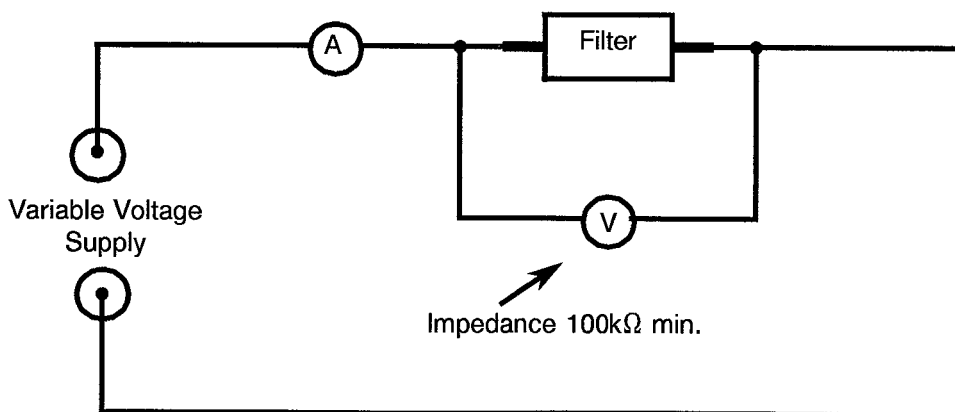 A
Filter
Variable Voltage
Supply
V
Impedance 100kΩ min.